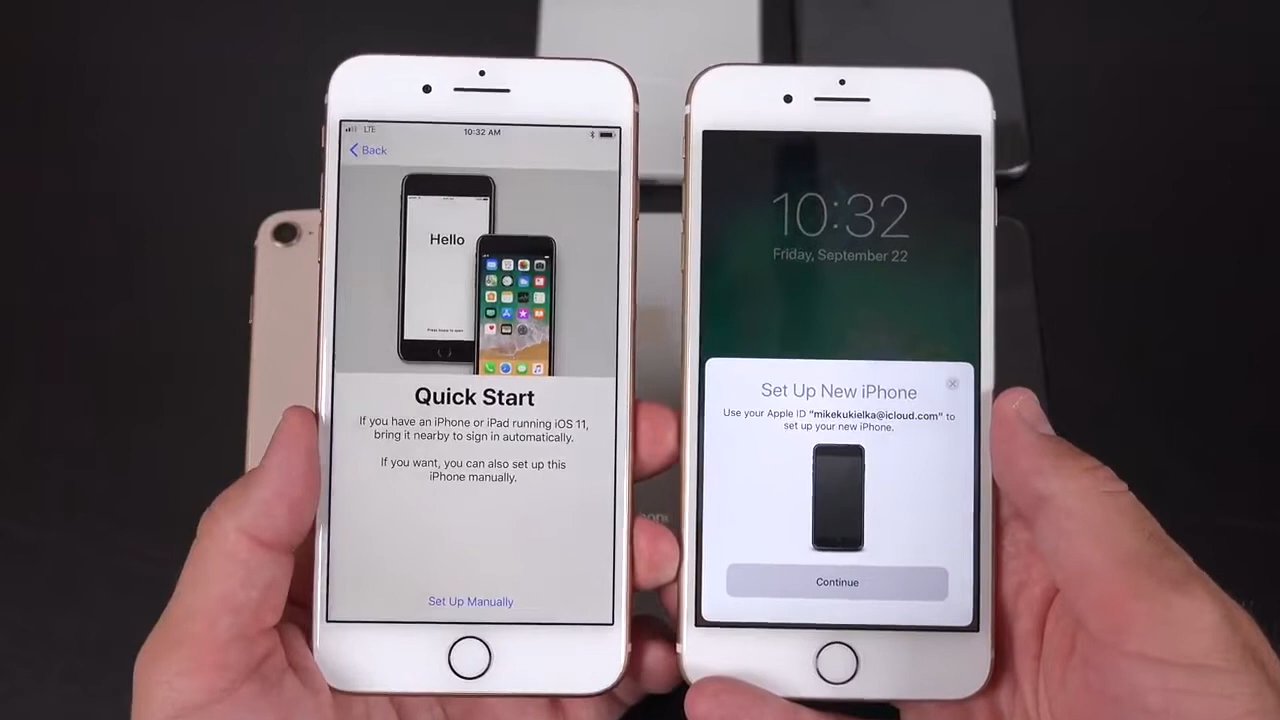 LTE
10:32 AM
Back
Hello
Quick Start
If you have an iPhone or iPad running iOS 11,
bring it nearby to sign in automatically.
If you want, you can also set up this
iPhone manually.
Set Up Manually
10:32
Friday, September 22
Set Up New iPhone
Use your Apple ID "mikekukielka@icloud.com" to
set up your new iPhone.
Continue